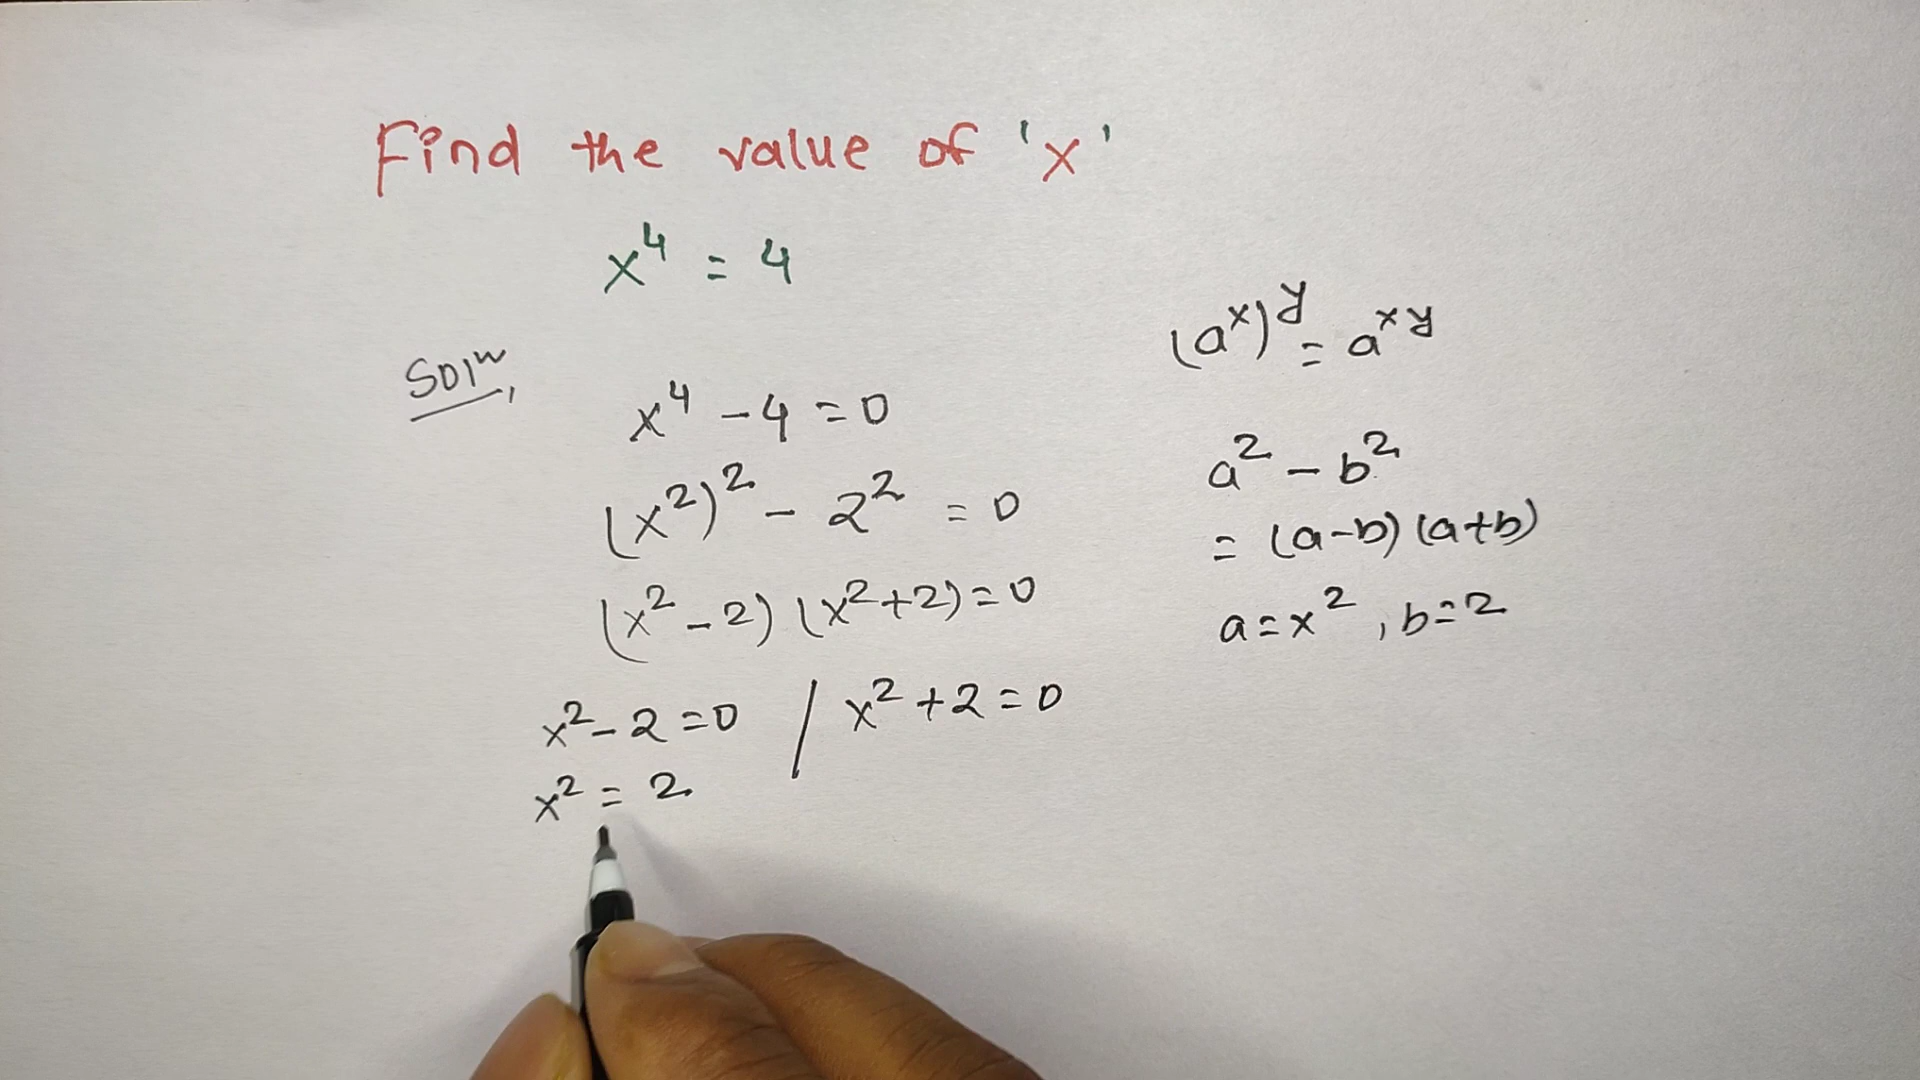 Find the value of 'x'
x⁴ = 4
Solⁿ,
x⁴ - 4 = 0
(x²)² - 2² = 0
(x² - 2) (x² + 2) = 0
x² - 2 = 0 / x² + 2 = 0
x² = 2
(aˣ)ʸ = aˣʸ
a² - b²
= (a-b) (a+b)
a = x² , b = 2